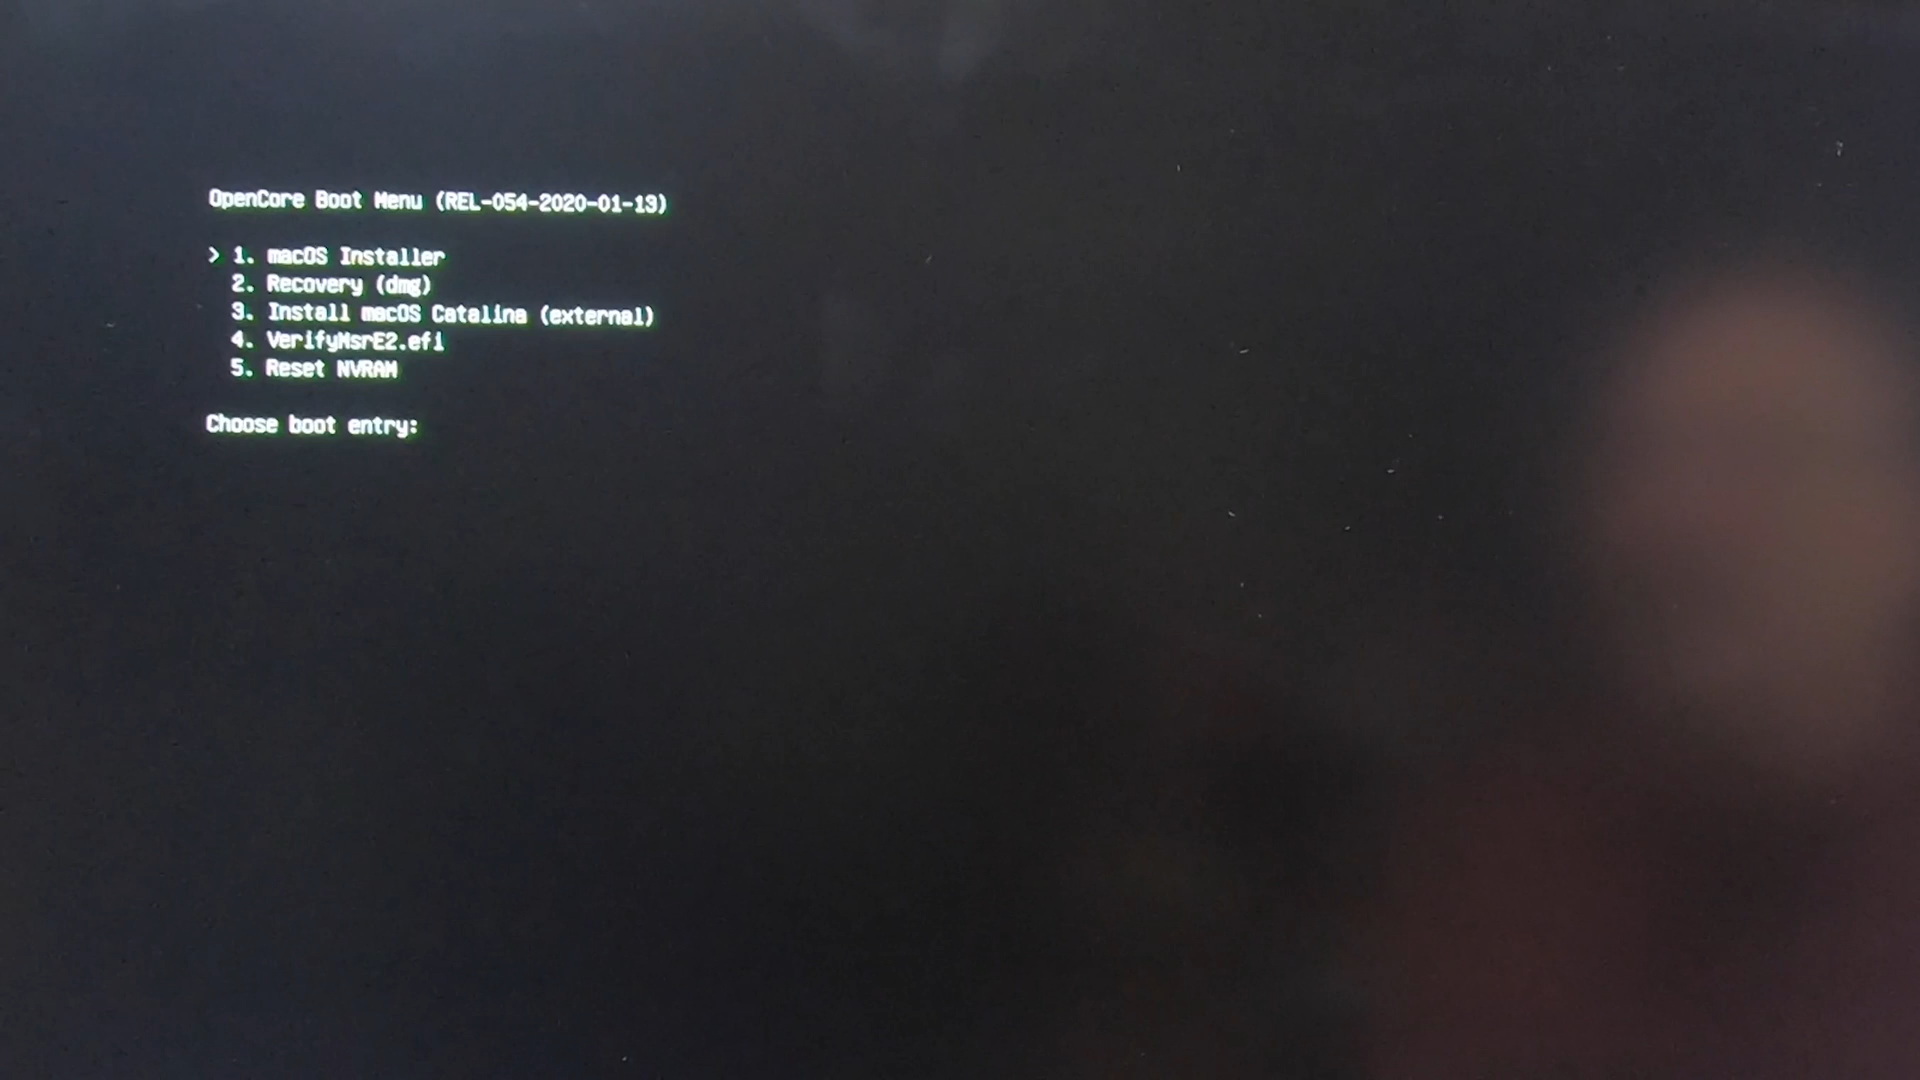 OpenCore Boot Menu (REL-054-2020-01-13)
> 1. macOS Installer
2. Recovery (dmg)
3. Install macOS Catalina (external)
4. VerifyMsrE2.efi
5. Reset NVRAM
Choose boot entry: